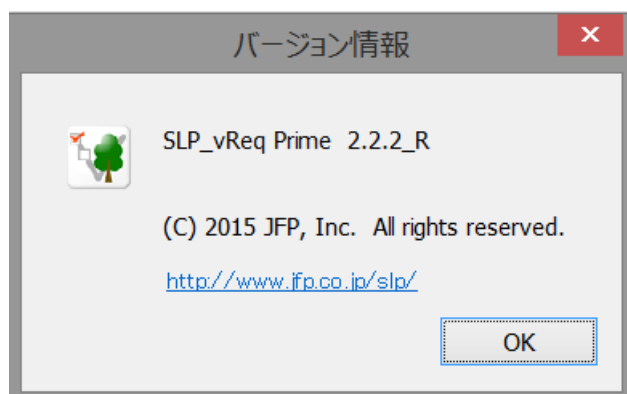 バージョン情報
SLP_vReq Prime 2.2.2_R
(C) 2015 JFP, Inc. All rights reserved.
http://www.jfp.co.jp/slp/
OK